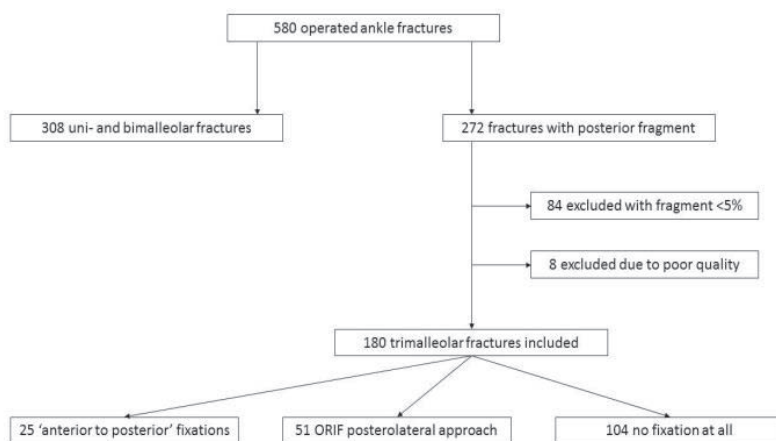 580 operated ankle fractures
308 uni- and bimalleolar fractures
272 fractures with posterior fragment
84 excluded with fragment <5%
8 excluded due to poor quality
180 trimalleolar fractures included
25 ‘anterior to posterior’ fixations
51 ORIF posterolateral approach
104 no fixation at all